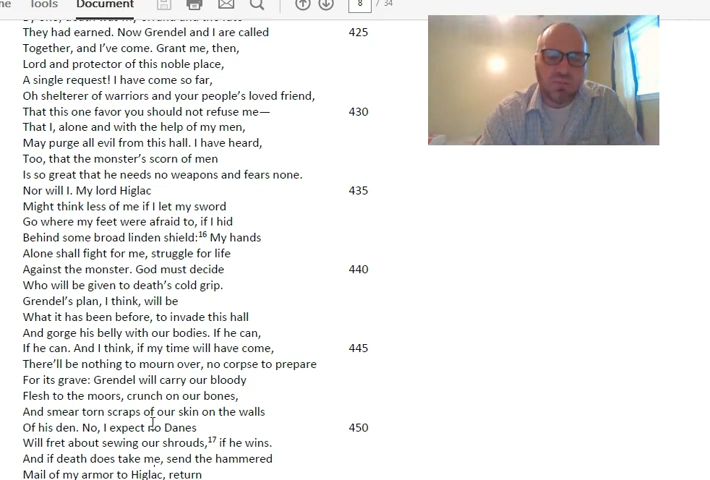 Tools Document 8 / 34
They had earned. Now Grendel and I are called 425
Together, and I've come. Grant me, then,
Lord and protector of this noble place,
A single request! I have come so far,
Oh shelterer of warriors and your people's loved friend,
That this one favor you should not refuse me— 430
That I, alone and with the help of my men,
May purge all evil from this hall. I have heard,
Too, that the monster's scorn of men
Is so great that he needs no weapons and fears none.
Nor will I. My lord Higlac 435
Might think less of me if I let my sword
Go where my feet were afraid to, if I hid
Behind some broad linden shield:16 My hands
Alone shall fight for me, struggle for life
Against the monster. God must decide 440
Who will be given to death's cold grip.
Grendel's plan, I think, will be
What it has been before, to invade this hall
And gorge his belly with our bodies. If he can,
If he can. And I think, if my time will have come, 445
There'll be nothing to mourn over, no corpse to prepare
For its grave: Grendel will carry our bloody
Flesh to the moors, crunch on our bones,
And smear torn scraps of our skin on the walls
Of his den. No, I expect no Danes 450
Will fret about sewing our shrouds,17 if he wins.
And if death does take me, send the hammered
Mail of my armor to Higlac, return